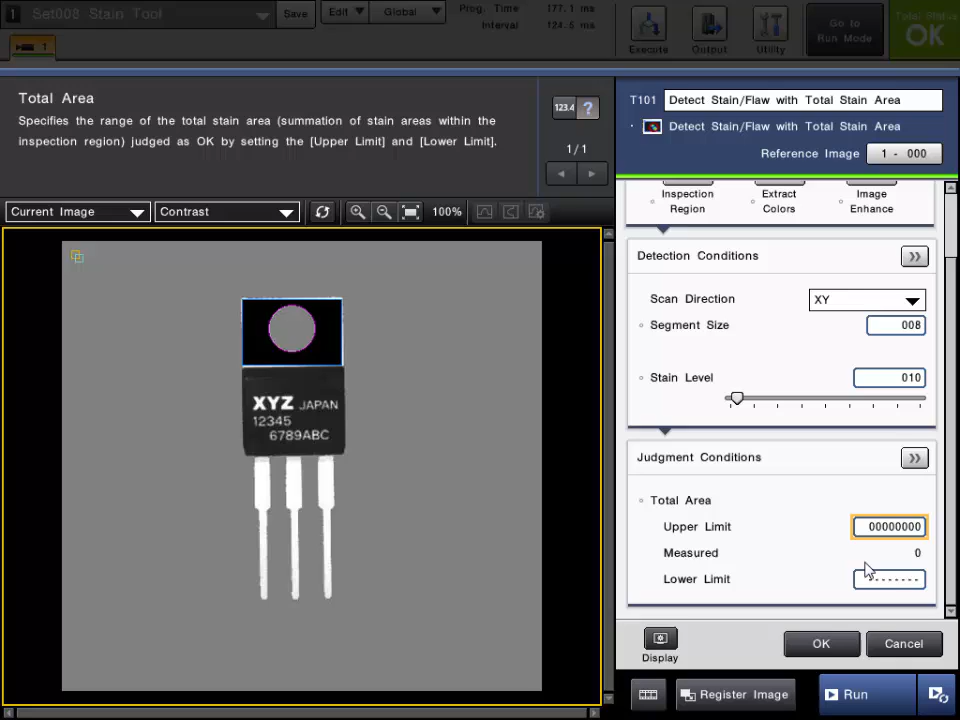 1 Set008 Stain Tool Save Edit Global Prog. Time 177.1 ms
Interval 124.5 ms
Execute Output Utility
Go to
Run Mode
Total Status
OK
1
Total Area
Specifies the range of the total stain area (summation of stain areas within the
inspection region) judged as OK by setting the [Upper Limit] and [Lower Limit].
123.4 ?
1/1
T101 Detect Stain/Flaw with Total Stain Area
Detect Stain/Flaw with Total Stain Area
Reference Image 1 - 000
Current Image Contrast 100%
Inspection
Region
Extract
Colors
Image
Enhance
Detection Conditions
Scan Direction XY
Segment Size 008
Stain Level 010
Judgment Conditions
Total Area
Upper Limit 00000000
Measured 0
Lower Limit --------
XYZ JAPAN
12345
6789ABC
Display OK Cancel
Register Image Run